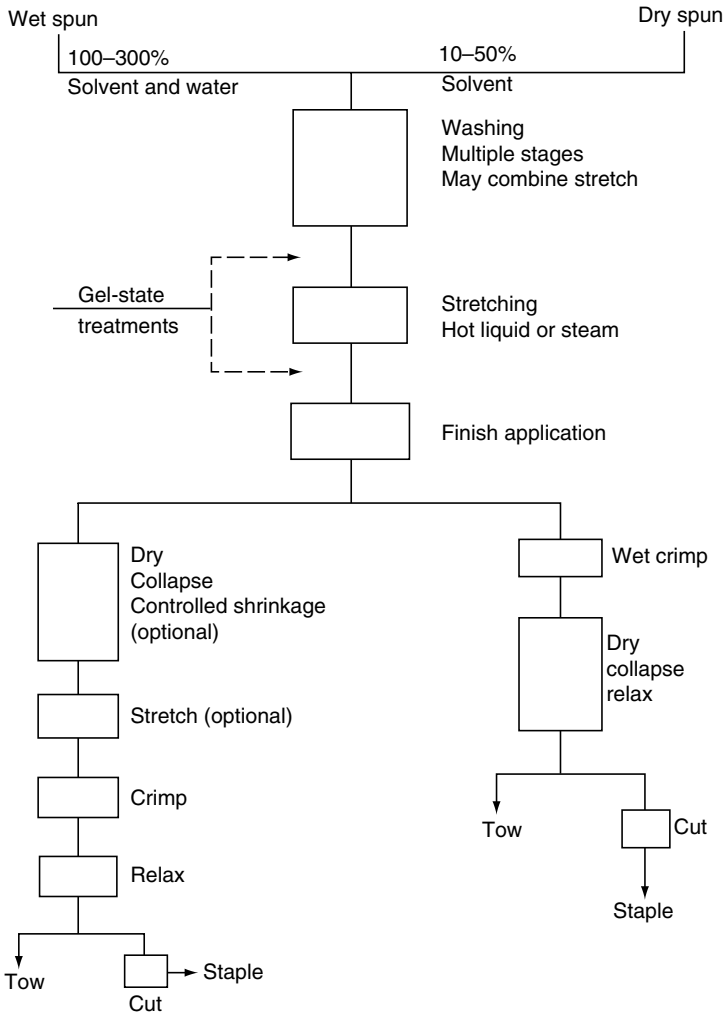 Wet spun
Dry spun
100–300%
Solvent and water
10–50%
Solvent
Washing
Multiple stages
May combine stretch
Gel-state
treatments
Stretching
Hot liquid or steam
Finish application
Dry
Collapse
Controlled shrinkage
(optional)
Stretch (optional)
Crimp
Relax
Tow
Cut
Staple
Wet crimp
Dry
collapse
relax
Tow
Cut
Staple